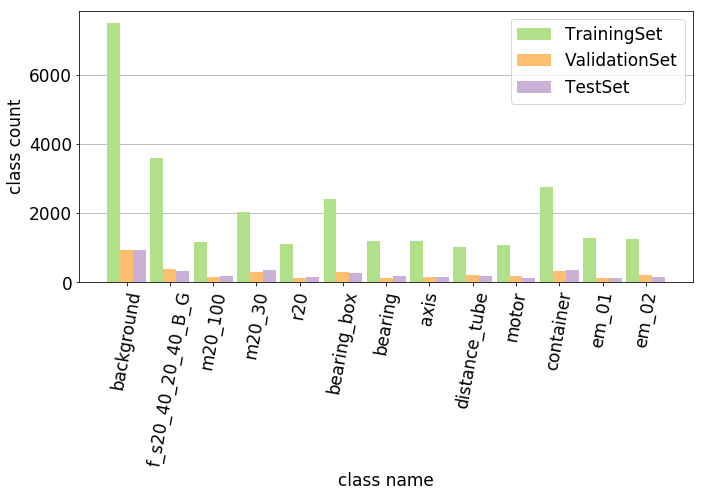 TrainingSet
ValidationSet
TestSet
class count
6000
4000
2000
0
background
f_s20_40_20_40_B_G
m20_100
m20_30
r20
bearing_box
bearing
axis
distance_tube
motor
container
em_01
em_02
class name